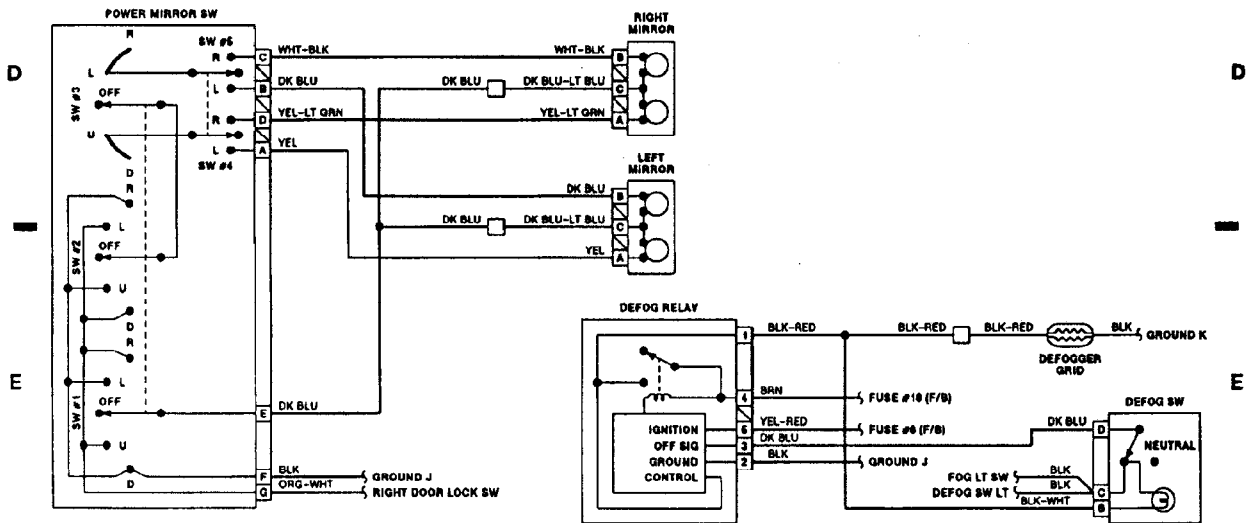 POWER MIRROR SW
R
SW #5
R
C
WHT-BLK
WHT-BLK
B
RIGHT
MIRROR
D
D
L
L
B
DK BLU
DK BLU
DK BLU-LT BLU
C
SW #3
OFF
R
D
YEL-LT GRN
YEL-LT GRN
A
U
L
A
YEL
SW #4
D
LEFT
MIRROR
R
DK BLU
B
L
DK BLU
DK BLU-LT BLU
C
SW #2
OFF
YEL
A
U
D
R
E
E
L
SW #1
OFF
E
DK BLU
U
D
F
BLK
GROUND J
G
ORG-WHT
RIGHT DOOR LOCK SW
DEFOG RELAY
1
BLK-RED
BLK-RED
BLK-RED
BLK
GROUND K
DEFOGGER
GRID
4
BRN
FUSE #18 (F/B)
IGNITION
5
YEL-RED
FUSE #6 (F/B)
OFF SIG
3
DK BLU
GROUND
2
BLK
GROUND J
CONTROL
DEFOG SW
DK BLU
D
NEUTRAL
FOG LT SW
BLK
DEFOG SW LT
BLK
C
BLK-WHT
B